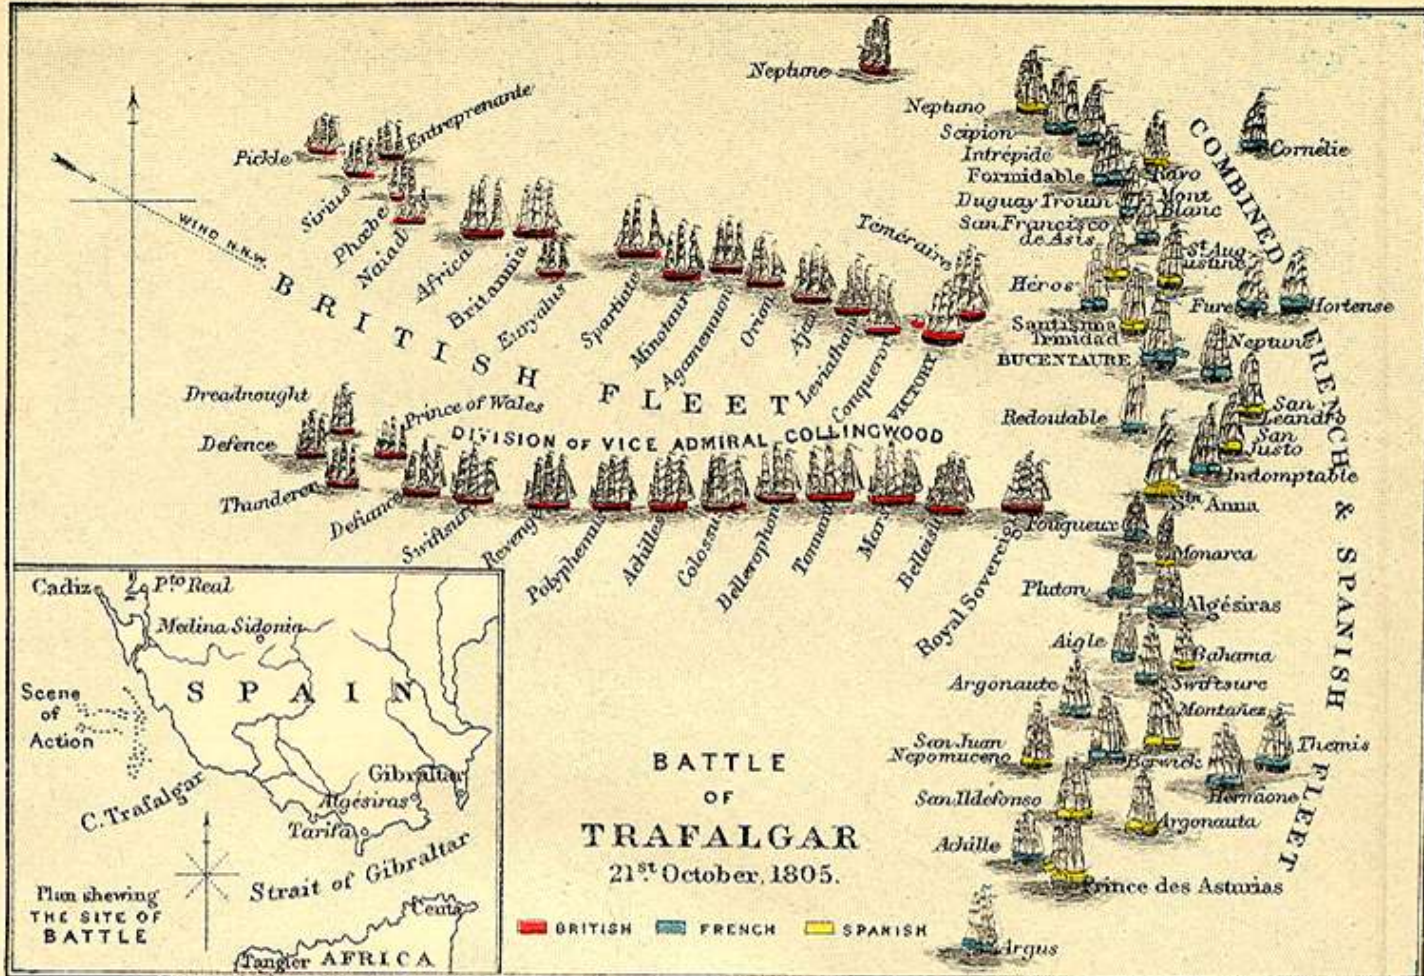 Neptune
Neptuno
Scipion
Intrépide
Formidable
Duguay Trouin
San Francisco
de Asis
Rayo
Mont
Blanc
St Aug
ustine
Cornélie
COMBINED
FRENCH & SPANISH FLEET
Pickle
Entreprenante
Sirius
Phœbe
Naiad
Africa
Britannia
Euryalus
Spartiate
Minotaur
Agamemnon
Orion
Ajax
Leviathan
Conqueror
VICTORY
Téméraire
WIND N.N.W
BRITISH FLEET
Héros
Santisima
Trinidad
BUCENTAURE
Redoutable
Fure
Hortense
Neptune
San
Leandro
San
Justo
Indomptable
Sta Anna
Dreadnought
Defence
Thunderer
Prince of Wales
DIVISION OF VICE ADMIRAL COLLINGWOOD
Defiance
Swiftsure
Revenge
Polyphemus
Achilles
Colossus
Bellerophon
Tonnant
Mars
Belleisle
Royal Sovereign
Fougueux
Monarca
Pluton
Algésiras
Aigle
Bahama
Swiftsure
Argonaute
Montañez
San Juan
Nepomuceno
Berwick
Themis
Hermione
San Ildefonso
Argonauta
Achille
Prince des Asturias
Argus
Cadiz
Pto Real
Medina Sidonia
SPAIN
Scene
of
Action
C. Trafalgar
Gibraltar
Algésiras
Tarifa
Strait of Gibraltar
Ceuta
Tangier AFRICA
Plan shewing
THE SITE OF
BATTLE
BATTLE
OF
TRAFALGAR
21st October, 1805.
BRITISH FRENCH SPANISH